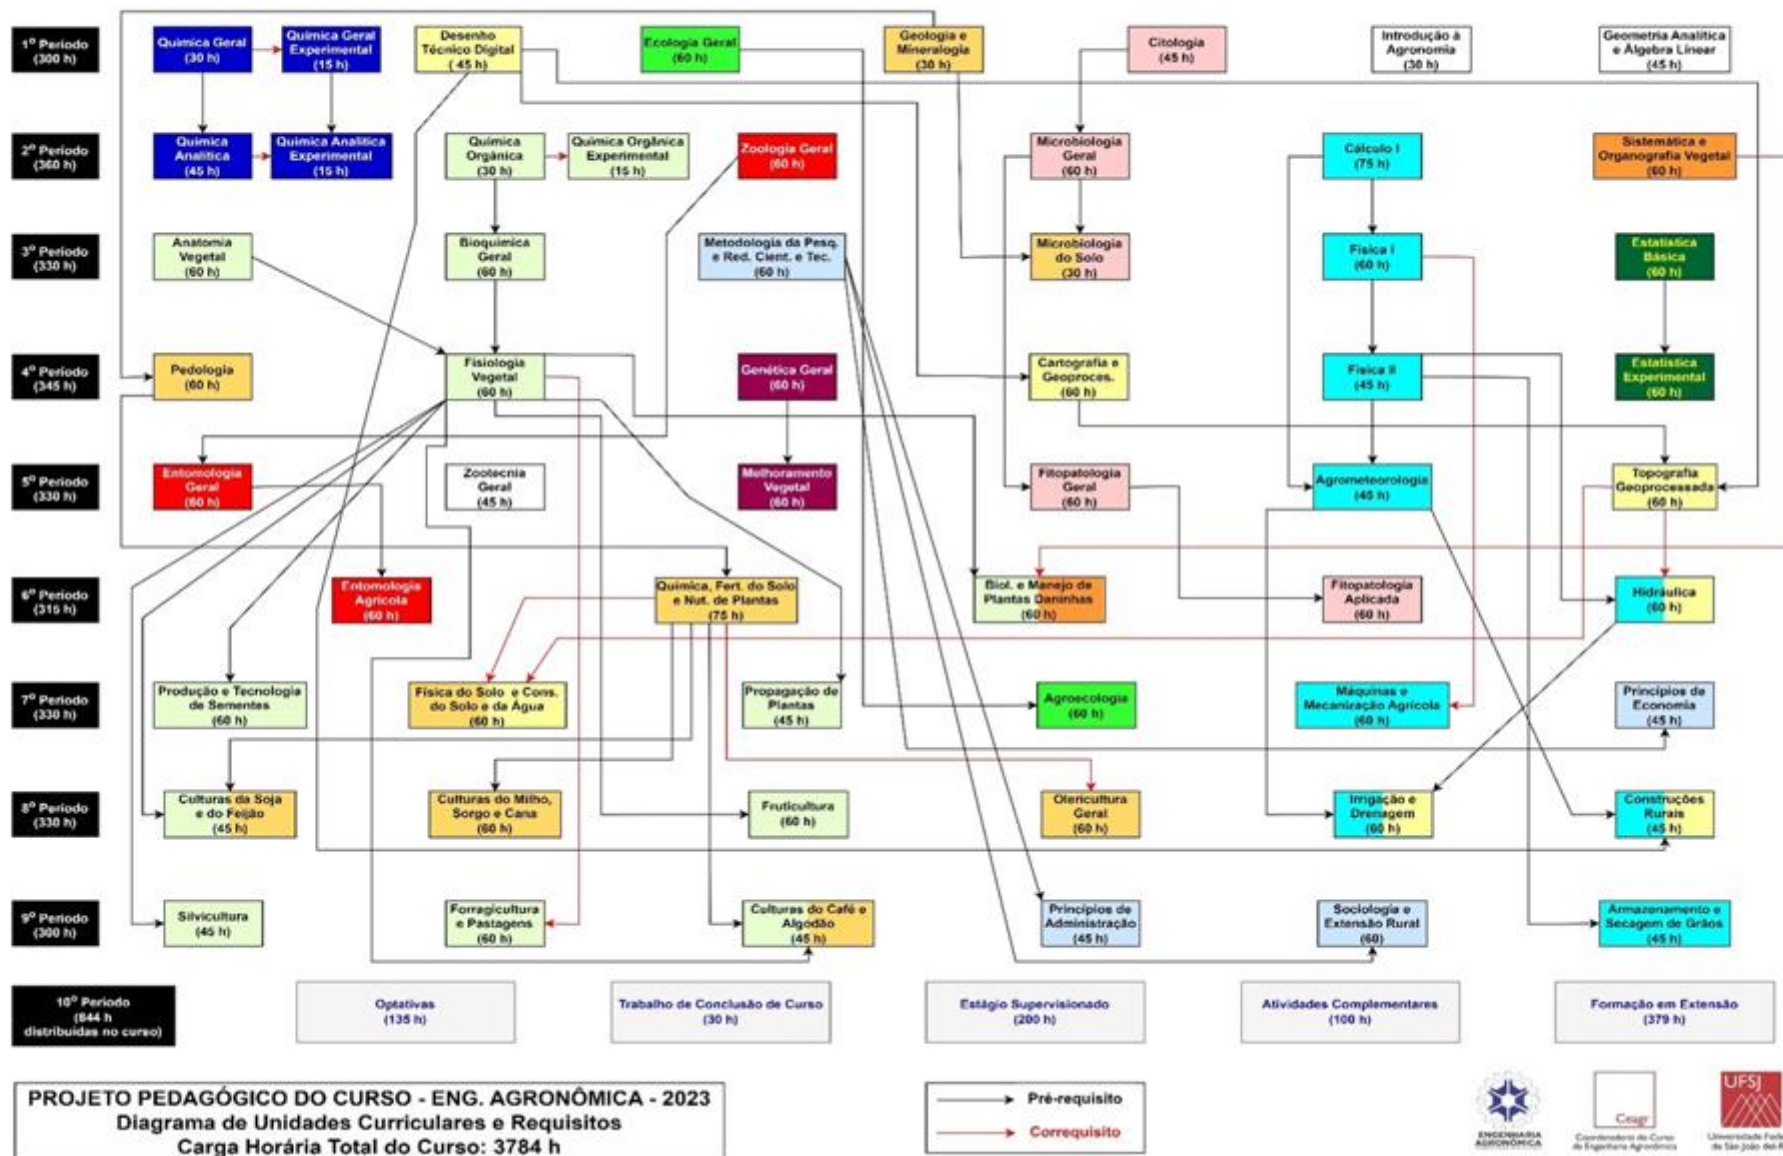 1º Período
(300 h)
Química Geral
(30 h)
Química Geral
Experimental
(15 h)
Desenho
Técnico Digital
( 45 h)
Ecologia Geral
(60 h)
Geologia e
Mineralogia
(30 h)
Citologia
(45 h)
Introdução à
Agronomia
(30 h)
Geometria Analítica
e Álgebra Linear
(45 h)
2º Período
(360 h)
Química
Analítica
(45 h)
Química Analítica
Experimental
(15 h)
Química
Orgânica
(30 h)
Química Orgânica
Experimental
(15 h)
Zoologia Geral
(60 h)
Microbiologia
Geral
(60 h)
Cálculo I
(75 h)
Sistemática e
Organografia Vegetal
(60 h)
3º Período
(330 h)
Anatomia
Vegetal
(60 h)
Bioquímica
Geral
(60 h)
Metodologia da Pesq.
e Red. Cient. e Tec.
(60 h)
Microbiologia
do Solo
(30 h)
Física I
(60 h)
Estatística
Básica
(60 h)
4º Período
(345 h)
Pedologia
(60 h)
Fisiologia
Vegetal
(60 h)
Genética Geral
(60 h)
Cartografia e
Geoproces.
(60 h)
Física II
(45 h)
Estatística
Experimental
(60 h)
5º Período
(330 h)
Entomologia
Geral
(60 h)
Zootecnia
Geral
(45 h)
Melhoramento
Vegetal
(60 h)
Fitopatologia
Geral
(60 h)
Agrometeorologia
(45 h)
Topografia
Geoprocessada
(60 h)
6º Período
(315 h)
Entomologia
Agrícola
(60 h)
Química, Fert. do Solo
e Nut. de Plantas
(75 h)
Biol. e Manejo de
Plantas Daninhas
(60 h)
Fitopatologia
Aplicada
(60 h)
Hidráulica
(60 h)
7º Período
(330 h)
Produção e Tecnologia
de Sementes
(60 h)
Física do Solo e Cons.
do Solo e da Água
(60 h)
Propagação de
Plantas
(45 h)
Agroecologia
(60 h)
Máquinas e
Mecanização Agrícola
(60 h)
Princípios de
Economia
(45 h)
8º Período
(330 h)
Culturas da Soja
e do Feijão
(45 h)
Culturas do Milho,
Sorgo e Cana
(60 h)
Fruticultura
(60 h)
Olericultura
Geral
(60 h)
Irrigação e
Drenagem
(60 h)
Construções
Rurais
(45 h)
9º Período
(300 h)
Silvicultura
(45 h)
Forragicultura
e Pastagens
(60 h)
Culturas do Café e
Algodão
(45 h)
Princípios de
Administração
(45 h)
Sociologia e
Extensão Rural
(60)
Armazenamento e
Secagem de Grãos
(45 h)
10º Período
(844 h
distribuídas no curso)
Optativas
(135 h)
Trabalho de Conclusão de Curso
(30 h)
Estágio Supervisionado
(200 h)
Atividades Complementares
(100 h)
Formação em Extensão
(379 h)
PROJETO PEDAGÓGICO DO CURSO - ENG. AGRONÔMICA - 2023
Diagrama de Unidades Curriculares e Requisitos
Carga Horária Total do Curso: 3784 h
Pré-requisito
Correquisito
ENGENHARIA
AGRONÔMICA
Ceagr
Coordenadoria do Curso
de Engenharia Agronômica
UFSJ
Universidade
de São João